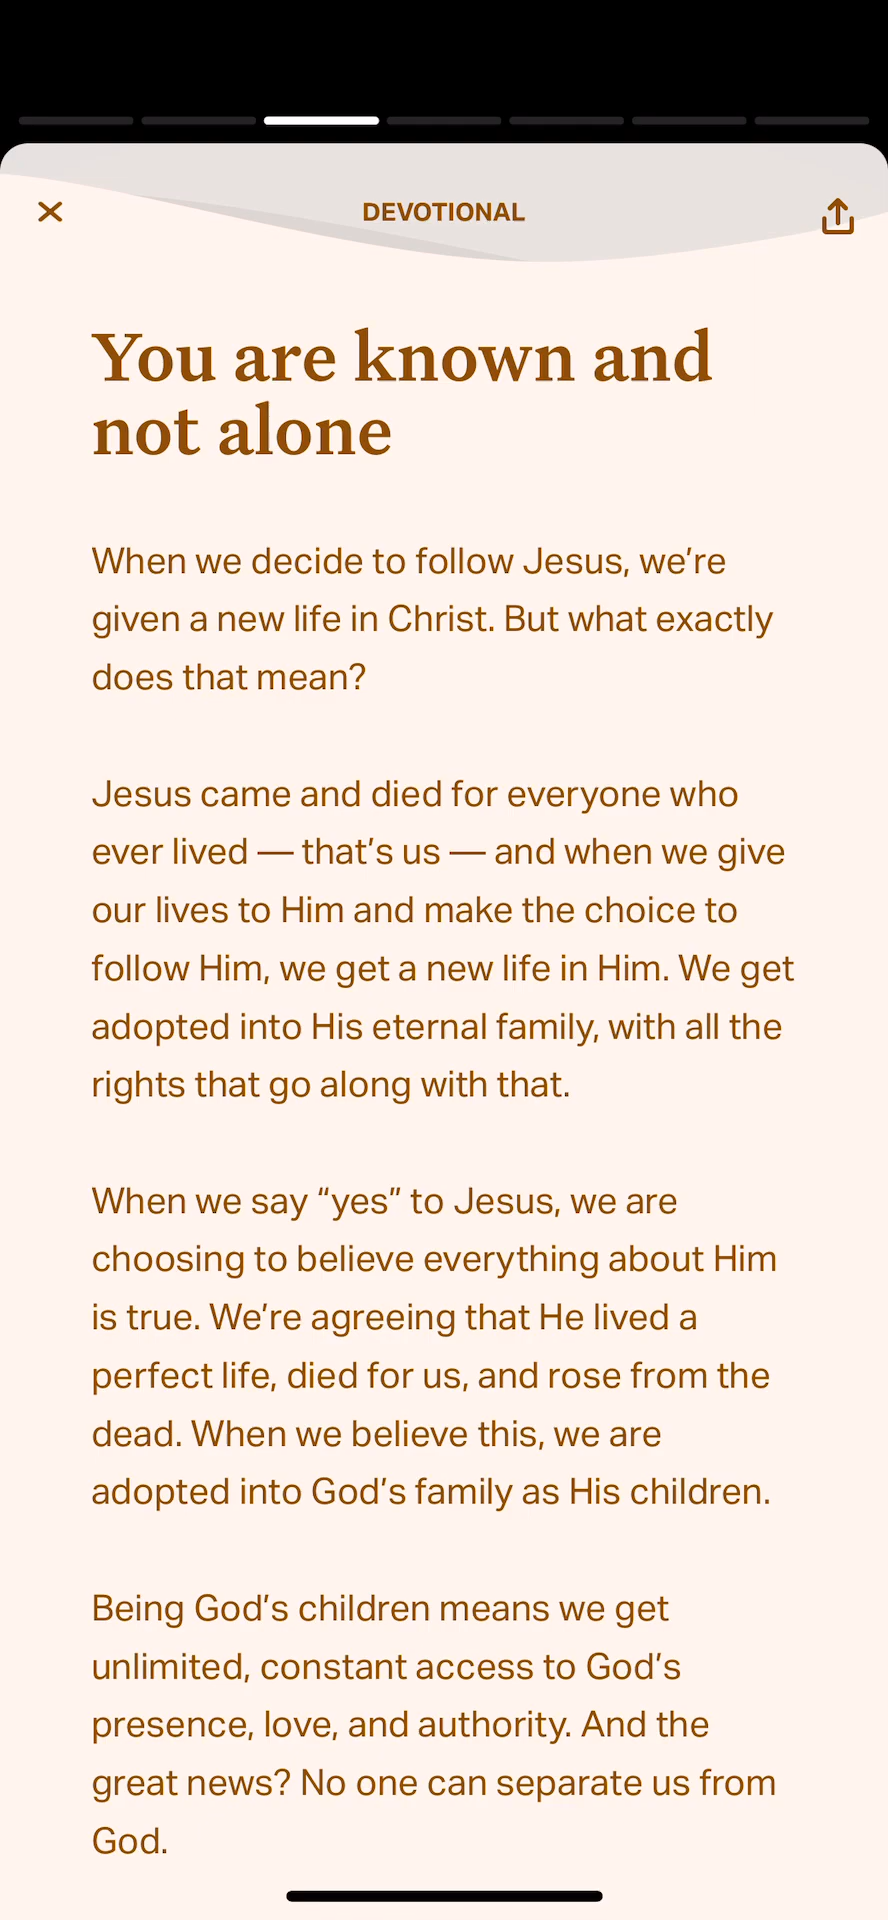 DEVOTIONAL
You are known and
not alone
When we decide to follow Jesus, we’re
given a new life in Christ. But what exactly
does that mean?
Jesus came and died for everyone who
ever lived — that’s us — and when we give
our lives to Him and make the choice to
follow Him, we get a new life in Him. We get
adopted into His eternal family, with all the
rights that go along with that.
When we say “yes” to Jesus, we are
choosing to believe everything about Him
is true. We’re agreeing that He lived a
perfect life, died for us, and rose from the
dead. When we believe this, we are
adopted into God’s family as His children.
Being God’s children means we get
unlimited, constant access to God’s
presence, love, and authority. And the
great news? No one can separate us from
God.